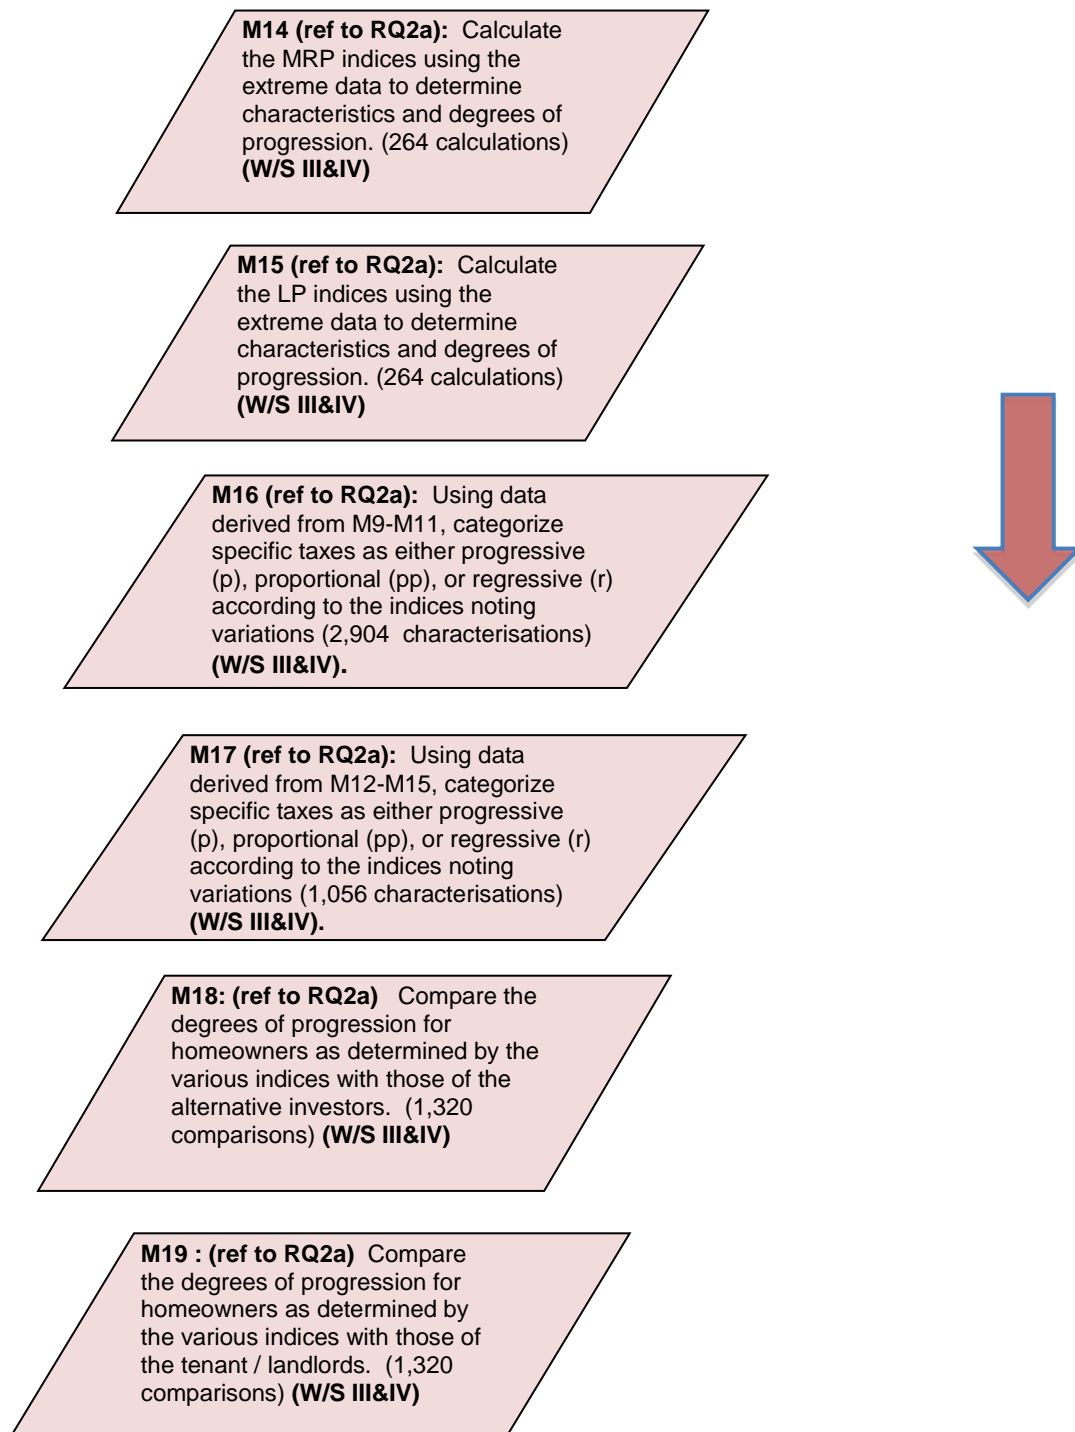 M14 (ref to RQ2a): Calculate
the MRP indices using the
extreme data to determine
characteristics and degrees of
progression. (264 calculations)
(W/S III&IV)
M15 (ref to RQ2a): Calculate
the LP indices using the
extreme data to determine
characteristics and degrees of
progression. (264 calculations)
(W/S III&IV)
M16 (ref to RQ2a): Using data
derived from M9-M11, categorize
specific taxes as either progressive
(p), proportional (pp), or regressive (r)
according to the indices noting
variations (2,904 characterisations)
(W/S III&IV).
M17 (ref to RQ2a): Using data
derived from M12-M15, categorize
specific taxes as either progressive
(p), proportional (pp), or regressive (r)
according to the indices noting
variations (1,056 characterisations)
(W/S III&IV).
M18: (ref to RQ2a) Compare the
degrees of progression for
homeowners as determined by the
various indices with those of the
alternative investors. (1,320
comparisons) (W/S III&IV)
M19 : (ref to RQ2a) Compare
the degrees of progression for
homeowners as determined by
the various indices with those of
the tenant / landlords. (1,320
comparisons) (W/S III&IV)